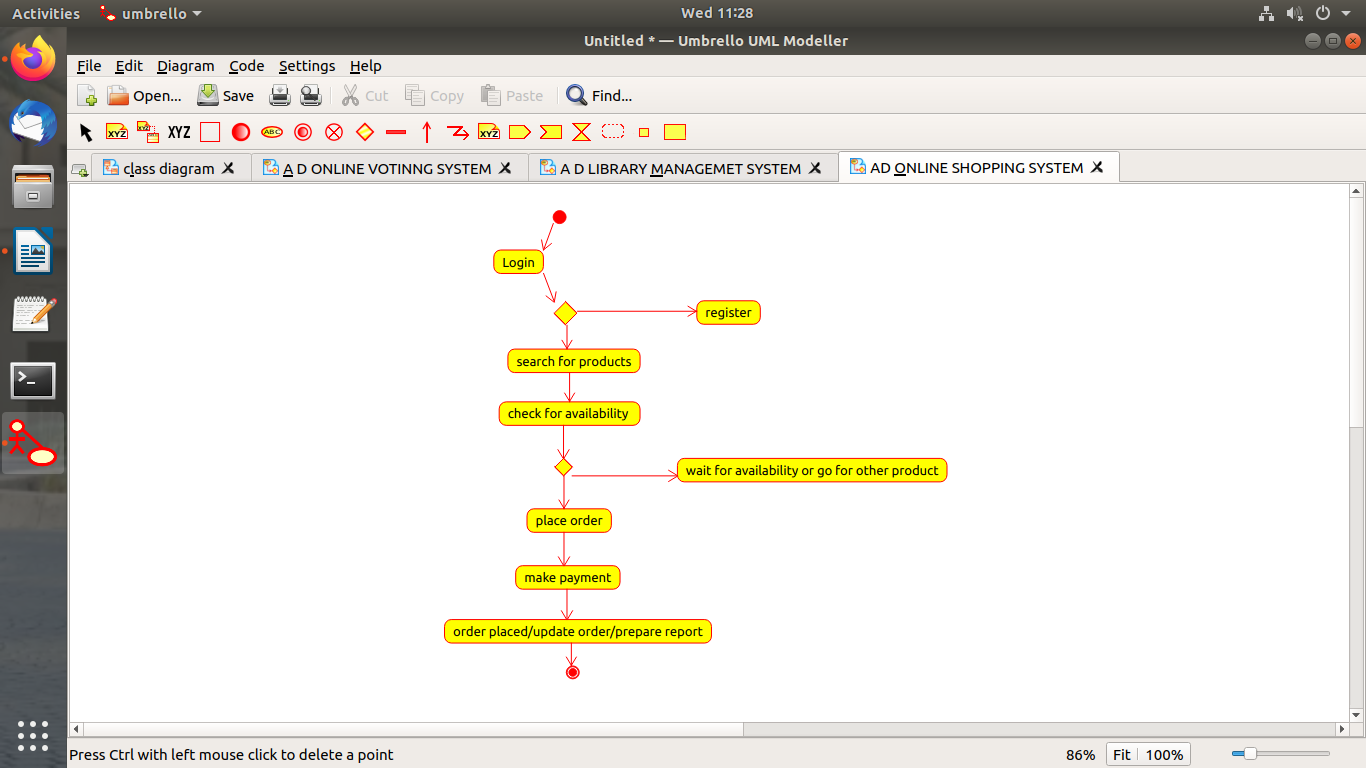 Activities umbrello Wed 11:28
Untitled * — Umbrello UML Modeller
File Edit Diagram Code Settings Help
Open... Save Cut Copy Paste Find...
XYZ XYZ XYZ ABC XYZ
class diagram A D ONLINE VOTINNG SYSTEM A D LIBRARY MANAGEMET SYSTEM AD ONLINE SHOPPING SYSTEM
Login
register
search for products
check for availability
wait for availability or go for other product
place order
make payment
order placed/update order/prepare report
Press Ctrl with left mouse click to delete a point 86% Fit 100%